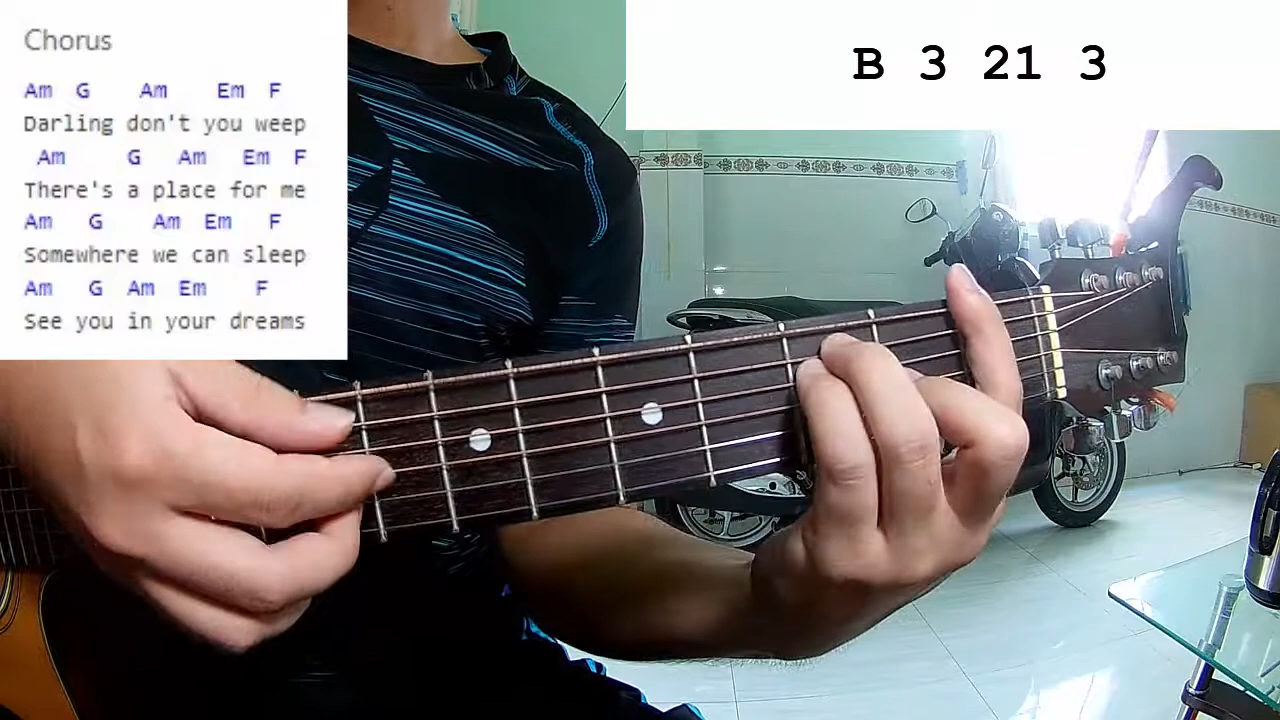 Chorus
Am G Am Em F
Darling don't you weep
Am G Am Em F
There's a place for me
Am G Am Em F
Somewhere we can sleep
Am G Am Em F
See you in your dreams
B 3 21 3